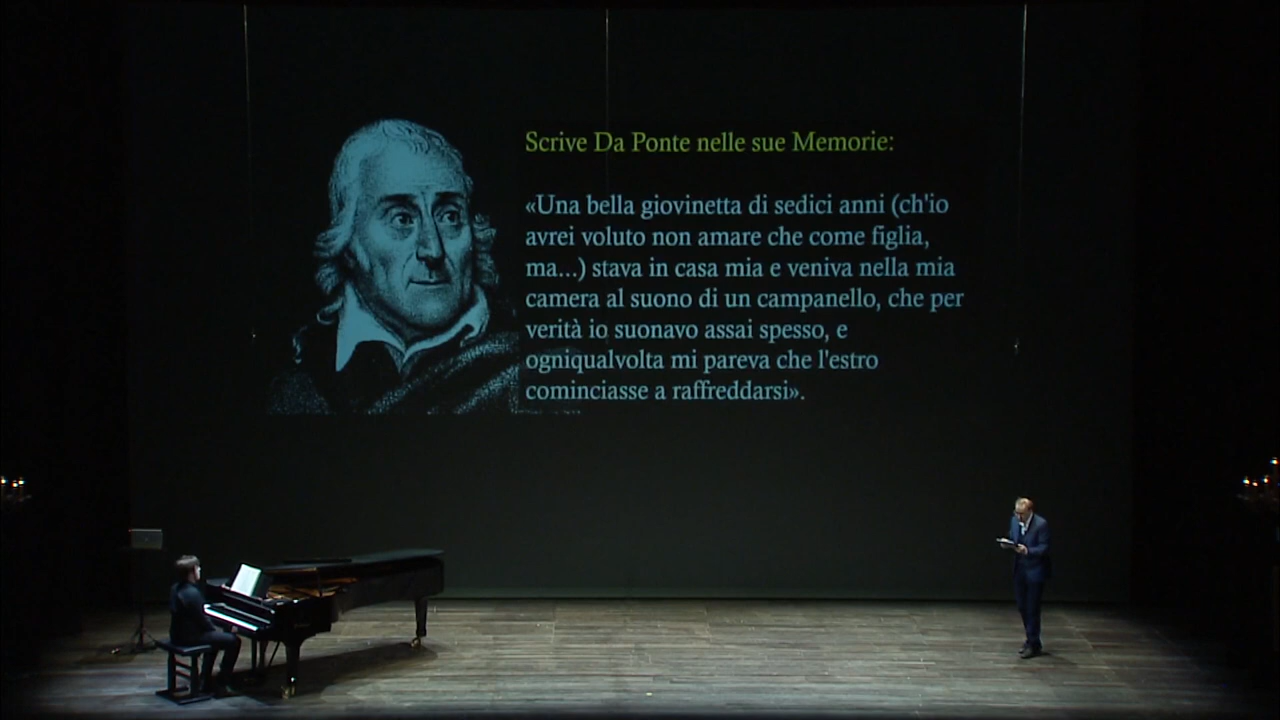 Scrive Da Ponte nelle sue Memorie:
«Una bella giovinetta di sedici anni (ch'io
avrei voluto non amare che come figlia,
ma...) stava in casa mia e veniva nella mia
camera al suono di un campanello, che per
verità io suonavo assai spesso, e
ogniqualvolta mi pareva che l'estro
cominciasse a raffreddarsi».